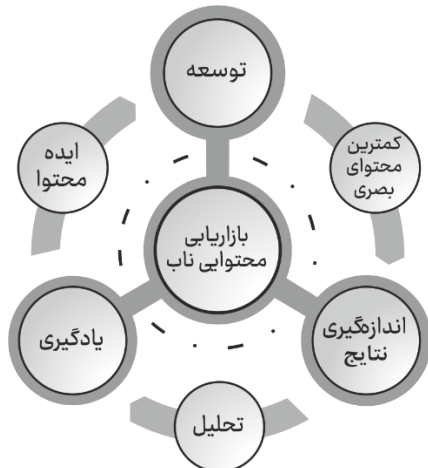 توسعه
کمترین
محتوای
بصری
ایده
محتوا
بازاریابی
محتوایی ناب
اندازه‌گیری
نتایج
یادگیری
تحلیل